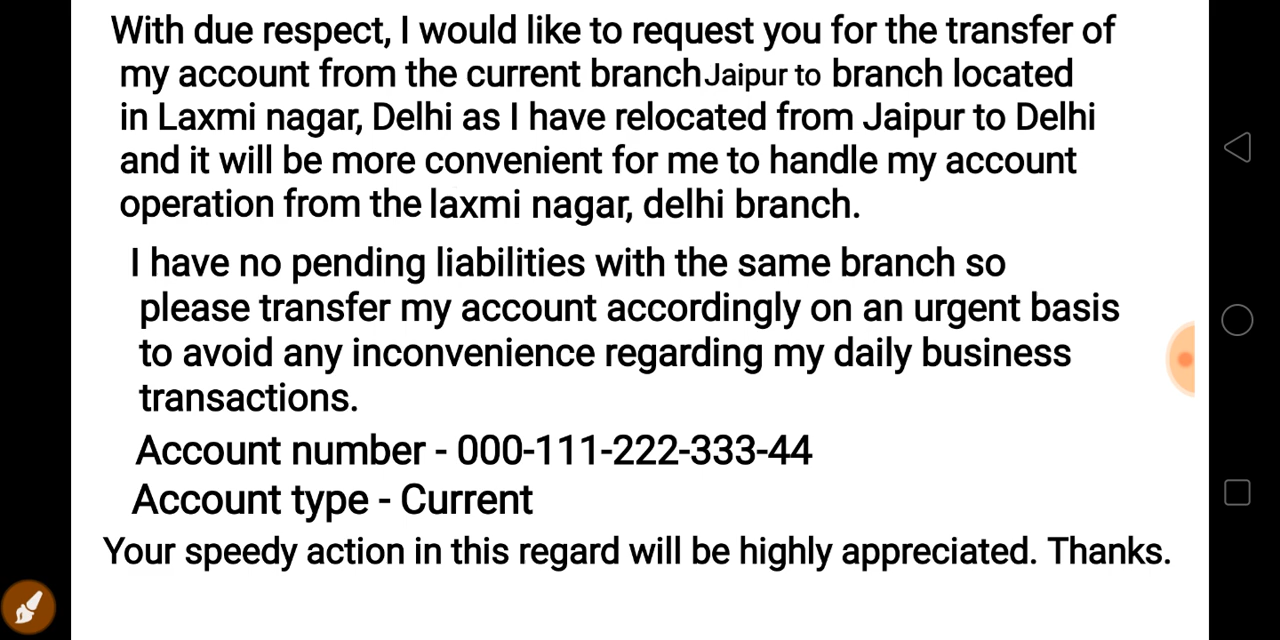 With due respect, I would like to request you for the transfer of
my account from the current branch Jaipur to branch located
in Laxmi nagar, Delhi as I have relocated from Jaipur to Delhi
and it will be more convenient for me to handle my account
operation from the laxmi nagar, delhi branch.
I have no pending liabilities with the same branch so
please transfer my account accordingly on an urgent basis
to avoid any inconvenience regarding my daily business
transactions.
Account number - 000-111-222-333-44
Account type - Current
Your speedy action in this regard will be highly appreciated. Thanks.